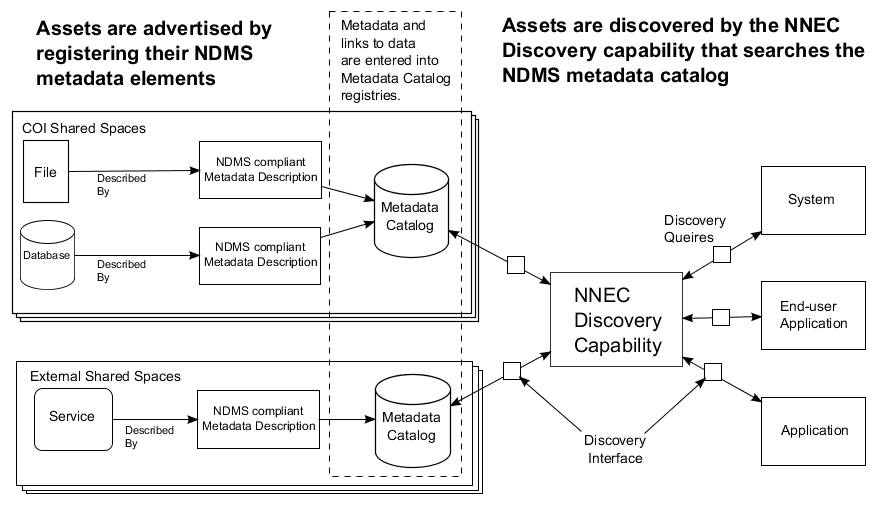 Assets are advertised by
registering their NDMS
metadata elements
Metadata and
links to data
are entered into
Metadata Catalog
registries.
Assets are discovered by the NNEC
Discovery capability that searches the
NDMS metadata catalog
COI Shared Spaces
File
Described
By
NDMS compliant
Metadata Description
Database
Described
By
NDMS compliant
Metadata Description
Metadata
Catalog
External Shared Spaces
Service
Described
By
NDMS compliant
Metadata Description
Metadata
Catalog
NNEC
Discovery
Capability
Discovery
Queires
Discovery
Interface
System
End-user
Application
Application